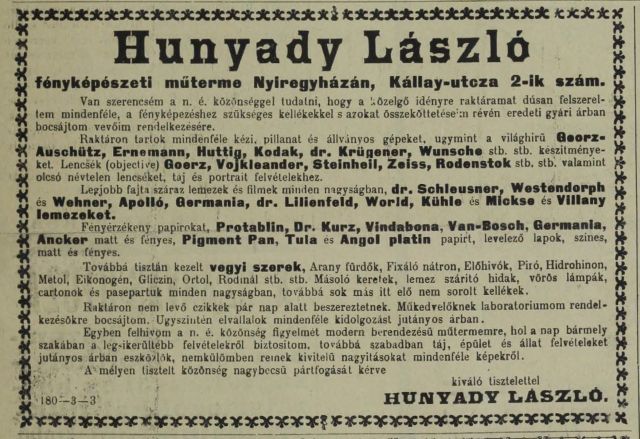 Hunyady László
fényképészeti műterme Nyiregyházán, Kállay-utcza 2-ik szám.
Van szerencsém a n. é. közönséggel tudatni, hogy a közelgő idényre raktáramat dúsan felszerel-
tem mindenféle, a fényképezéshez szükséges kellékekkel s azokat összeköttetéseim révén eredeti gyári árban
bocsájtom vevőim rendelkezésére.
Raktáron tartok mindenféle kézi, pillanat és állványos gépeket, ugymint a világhirű Goerz-
Auschütz, Ernemann, Huttig, Kodak, dr. Krügener, Wunsche stb. stb. készitményei-
ket. Lencsék (objective) Goerz, Vojkleander, Steinheil, Zeiss, Rodenstok stb. stb. valamint
olcsó névtelen lencséket, táj és portrait felvételekhez.
Legjobb fajta száraz lemezek és filmek minden nagyságban, dr. Schleusner, Westendorph
és Wehner, Apolló, Germania, dr. Lilienfeld, World, Kühle és Mickse és Villany
lemezeket.
Fényérzékeny papirokat, Protablin, Dr. Kurz, Vindabona, Van-Bosch, Germania,
Ancker matt és fényes, Pigment Pan, Tula és Angol platin papirt, levelező lapok, szines,
matt és fényes.
Továbbá tisztán kezelt vegyi szerek, Arany fürdők, Fixáló nátron, Előhivók, Piró, Hidrohinon,
Metol, Eikonogén, Gliczin, Ortol, Rodinál stb. stb. Másoló keretek, lemez száritó hidak, vörös lámpák,
cartonok és pasepartuk minden nagyságban, továbbá sok más itt elő nem sorolt kellékek.
Raktáron nem levő czikkek pár nap alatt beszereztetnek. Műkedvelőknek laboratoriumom rendel-
kezésökre bocsájtom. Ugyszintén elvállalok mindenféle kidolgozást jutányos árban.
Egyben felhivom a n. é. közönség figyelmét modern berendezésü műtermemre, hol a nap bármely
szakában a legsikerültebb felvételekről biztositom, továbbá szabadban táj, épület és állat felvételeket
jutányos árban eszközlök, nemkülömben remek kivitelü nagyitásokat mindenféle képekről.
A mélyen tisztelt közönség nagybecsü pártfogását kérve
kiváló tisztelettel
180—3—3
HUNYADY LÁSZLÓ.